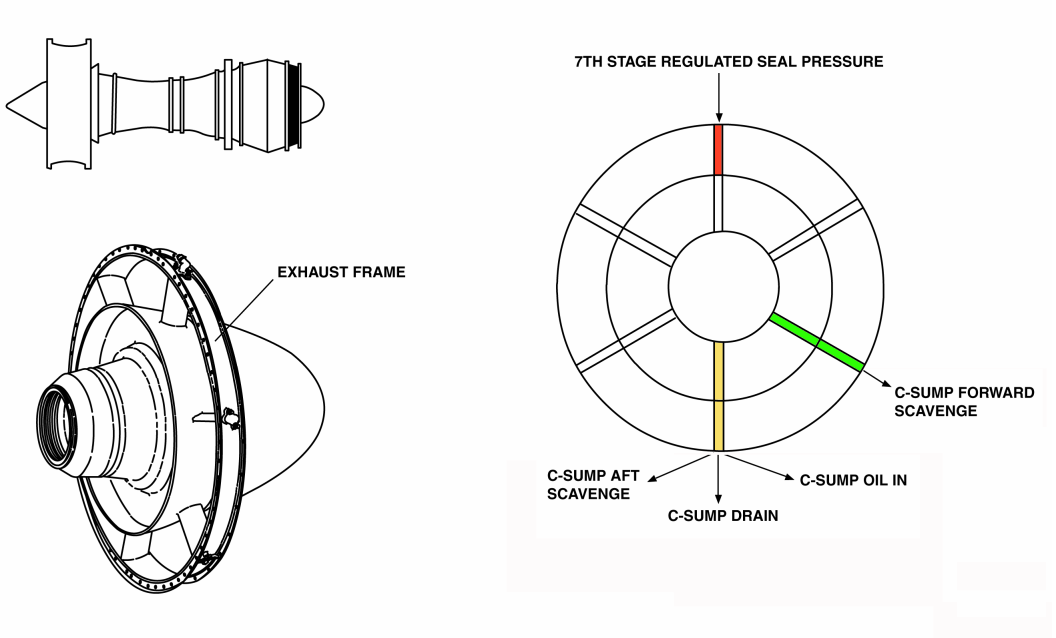 7TH STAGE REGULATED SEAL PRESSURE
EXHAUST FRAME
C-SUMP FORWARD
SCAVENGE
C-SUMP AFT
SCAVENGE
C-SUMP OIL IN
C-SUMP DRAIN